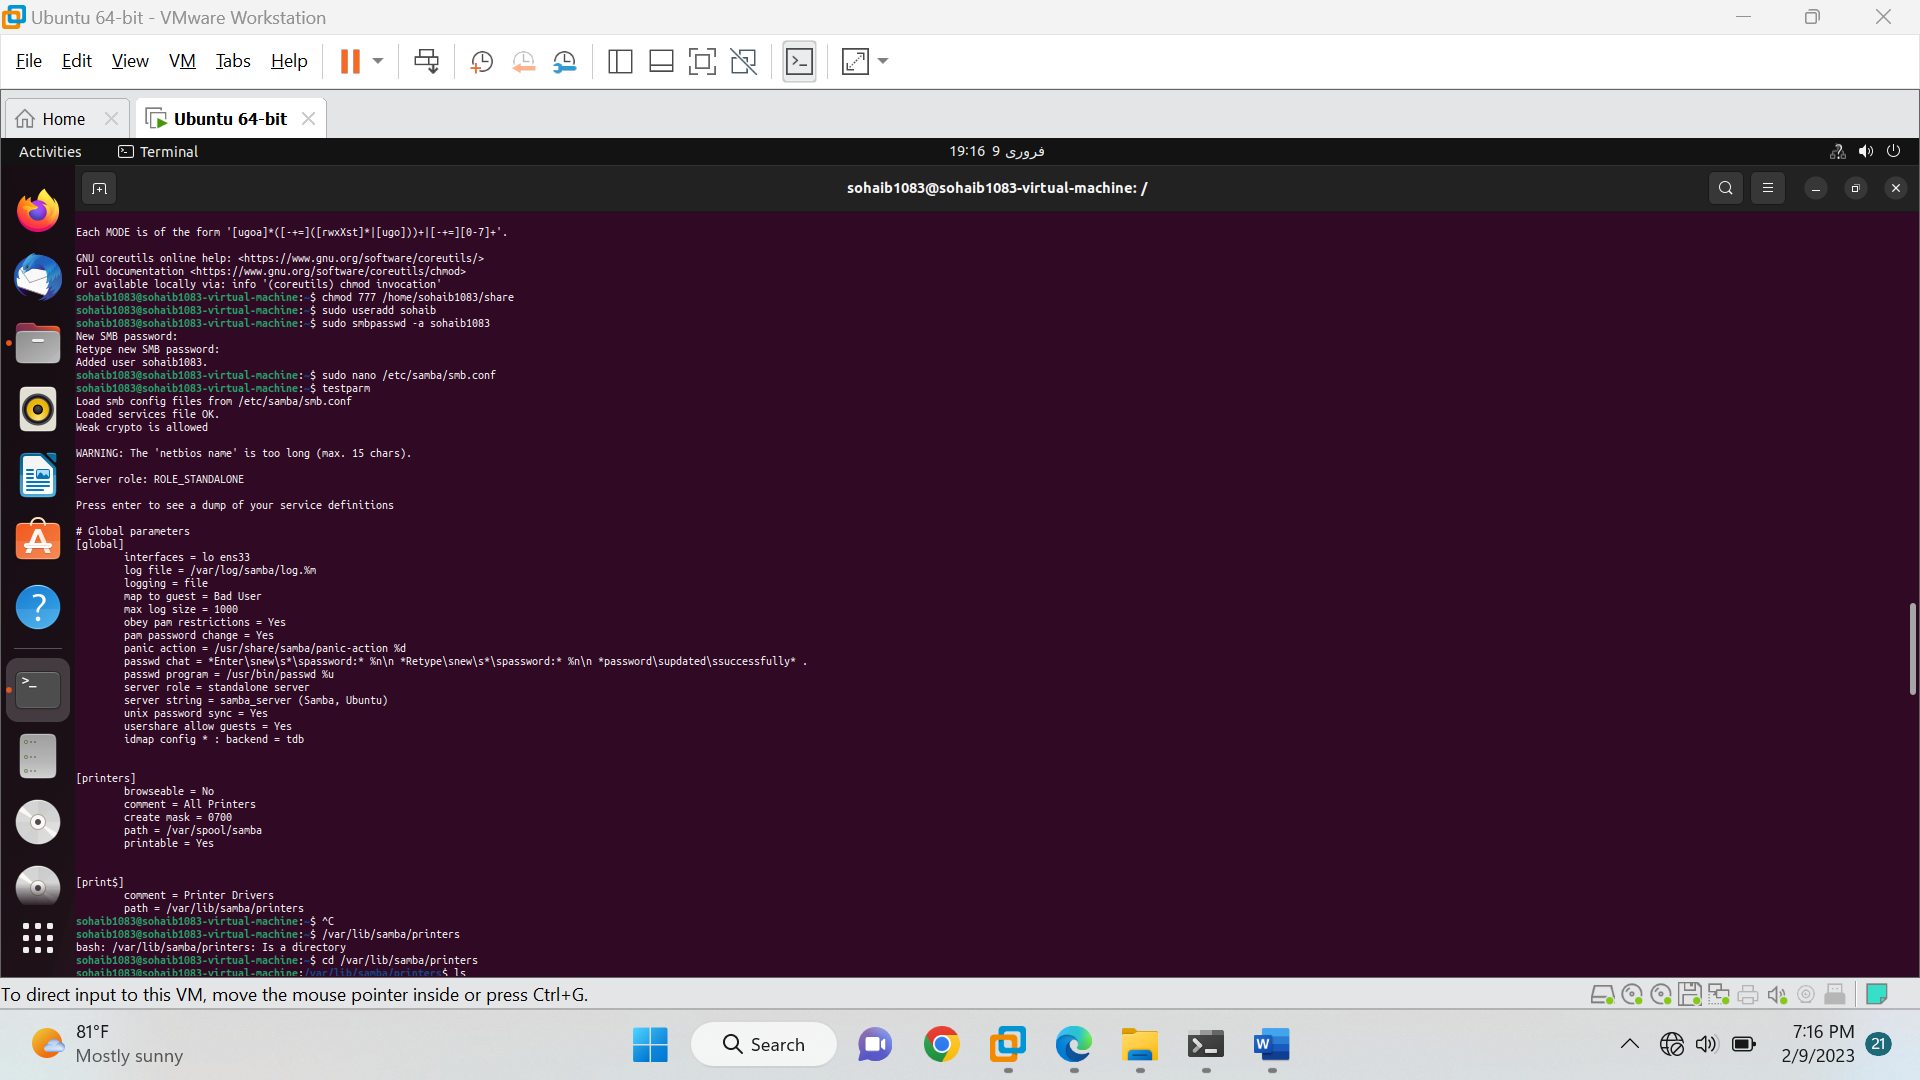 Ubuntu 64-bit - VMware Workstation
File Edit View VM Tabs Help
Home
Ubuntu 64-bit
Activities
Terminal
19:16 9 فروری
sohaib1083@sohaib1083-virtual-machine: /
Each MODE is of the form '[ugoa]*([-+=]([rwxXst]*|[ugo]))+|[-+=][0-7]+'.
GNU coreutils online help: <https://www.gnu.org/software/coreutils/>
Full documentation <https://www.gnu.org/software/coreutils/chmod>
or available locally via: info '(coreutils) chmod invocation'
sohaib1083@sohaib1083-virtual-machine:~$ chmod 777 /home/sohaib1083/share
sohaib1083@sohaib1083-virtual-machine:~$ sudo useradd sohaib
sohaib1083@sohaib1083-virtual-machine:~$ sudo smbpasswd -a sohaib1083
New SMB password:
Retype new SMB password:
Added user sohaib1083.
sohaib1083@sohaib1083-virtual-machine:~$ sudo nano /etc/samba/smb.conf
sohaib1083@sohaib1083-virtual-machine:~$ testparm
Load smb config files from /etc/samba/smb.conf
Loaded services file OK.
Weak crypto is allowed
WARNING: The 'netbios name' is too long (max. 15 chars).
Server role: ROLE_STANDALONE
Press enter to see a dump of your service definitions
# Global parameters
[global]
interfaces = lo ens33
log file = /var/log/samba/log.%m
logging = file
map to guest = Bad User
max log size = 1000
obey pam restrictions = Yes
pam password change = Yes
panic action = /usr/share/samba/panic-action %d
passwd chat = *Enter\snew\s*\spassword:* %n\n *Retype\snew\s*\spassword:* %n\n *password\supdated\ssuccessfully* .
passwd program = /usr/bin/passwd %u
server role = standalone server
server string = samba_server (Samba, Ubuntu)
unix password sync = Yes
usershare allow guests = Yes
idmap config * : backend = tdb
[printers]
browseable = No
comment = All Printers
create mask = 0700
path = /var/spool/samba
printable = Yes
[print$]
comment = Printer Drivers
path = /var/lib/samba/printers
sohaib1083@sohaib1083-virtual-machine:~$ ^C
sohaib1083@sohaib1083-virtual-machine:~$ /var/lib/samba/printers
bash: /var/lib/samba/printers: Is a directory
sohaib1083@sohaib1083-virtual-machine:~$ cd /var/lib/samba/printers
sohaib1083@sohaib1083-virtual-machine:/var/lib/samba/printers$ ls
To direct input to this VM, move the mouse pointer inside or press Ctrl+G.
81°F
Mostly sunny
Search
7:16 PM
2/9/2023
21